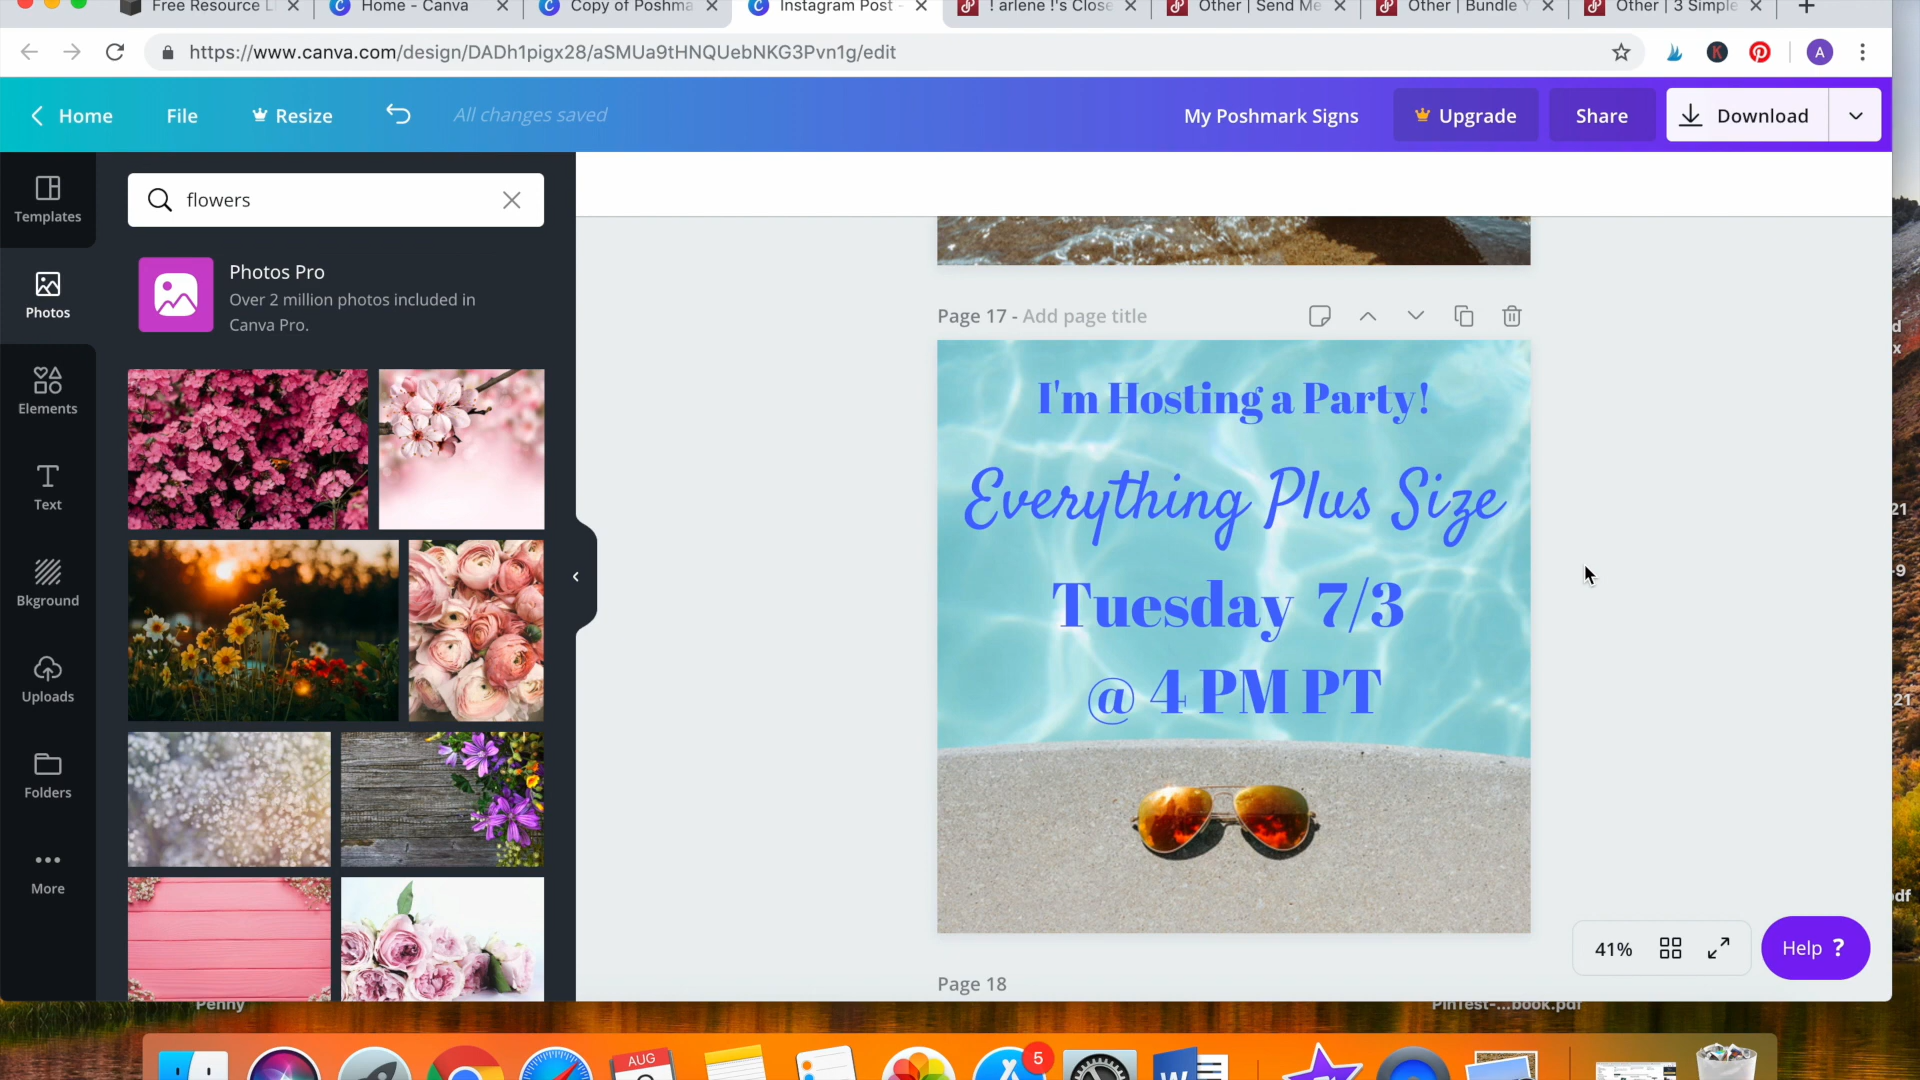 Free Resource L
Home - Canva
Copy of Poshma
Instagram Post -
! arlene !'s Close
Other | Send Me
Other | Bundle Y
Other | 3 Simple
https://www.canva.com/design/DADh1pigx28/aSMUa9tHNQUebNKG3Pvn1g/edit
A
Home
File
Resize
All changes saved
My Poshmark Signs
Upgrade
Share
Download
Templates
Photos
Elements
Text
Bkground
Uploads
Folders
More
flowers
Photos Pro
Over 2 million photos included in
Canva Pro.
Page 17 - Add page title
I'm Hosting a Party!
Everything Plus Size
Tuesday 7/3
@ 4 PM PT
Page 18
41%
Help ?
Penny
PinTest-...book.pdf
AUG
5